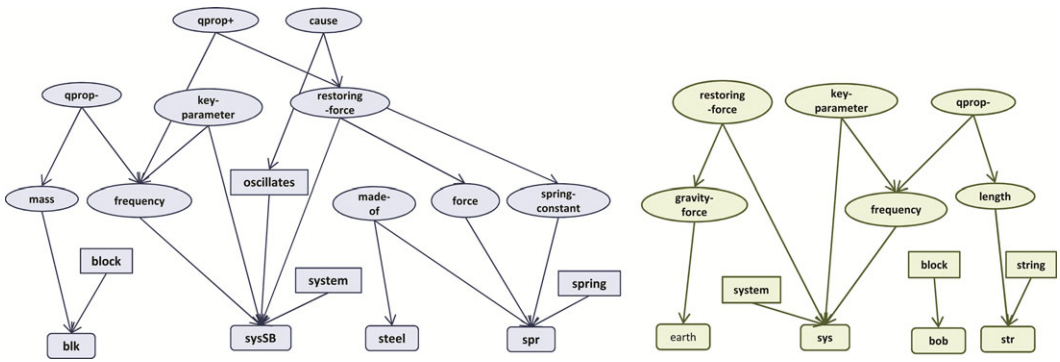 qprop+
cause
qprop-
key-
parameter
restoring
-force
oscillates
mass
frequency
made-
of
force
spring-
constant
block
system
spring
blk
sysSB
steel
spr
restoring
-force
key-
parameter
qprop-
gravity-
force
frequency
length
system
block
string
earth
sys
bob
str